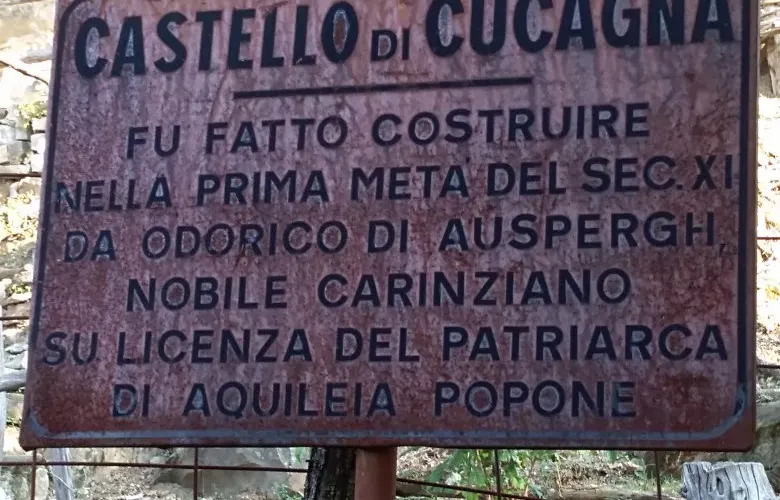 CASTELLO DI CUCAGNA
FU FATTO COSTRUIRE
NELLA PRIMA METÀ DEL SEC. XI
DA ODORICO DI AUSPERGH,
NOBILE CARINZIANO
SU LICENZA DEL PATRIARCA
DI AQUILEIA POPONE